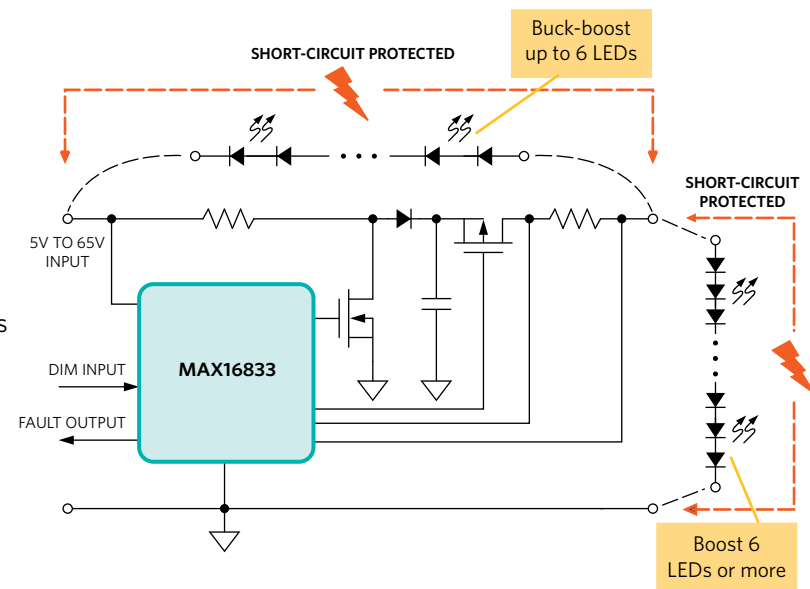 Buck-boost
up to 6 LEDs
SHORT-CIRCUIT PROTECTED
SHORT-CIRCUIT
PROTECTED
5V TO 65V
INPUT
s
DIM INPUT
MAX16833
FAULT OUTPUT
Boost 6
LEDs or more